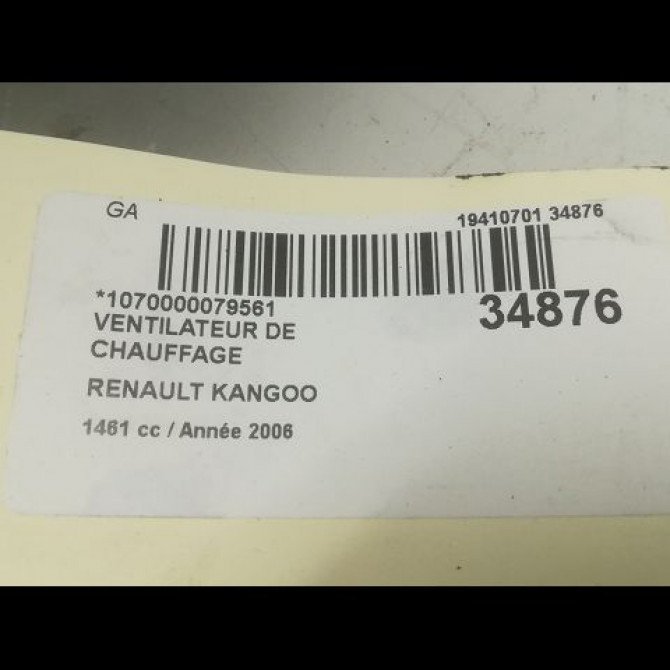 GA
19410701 34876
*1070000079561
34876
VENTILATEUR DE
CHAUFFAGE
RENAULT KANGOO
1461 cc / Année 2006